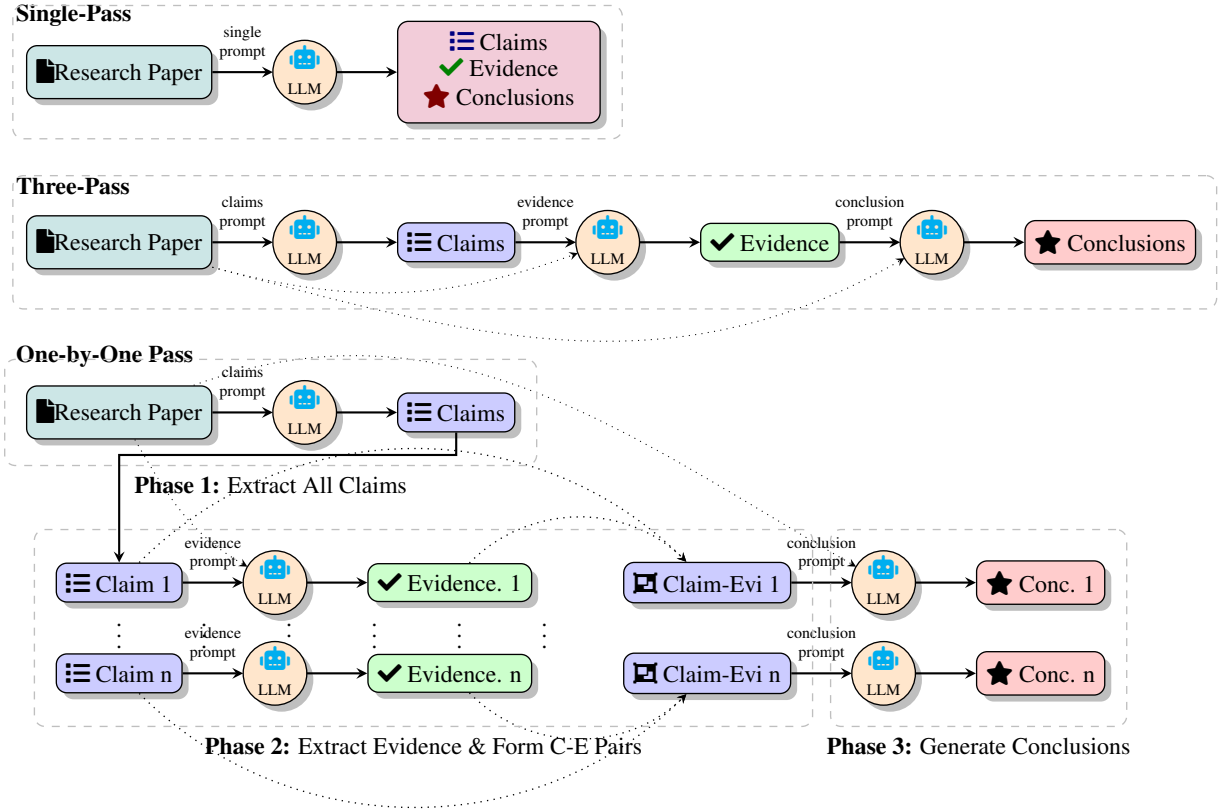 Single-Pass
Research Paper
single
prompt
LLM
Claims
Evidence
Conclusions
Three-Pass
Research Paper
claims
prompt
LLM
Claims
evidence
prompt
LLM
Evidence
conclusion
prompt
LLM
Conclusions
One-by-One Pass
Research Paper
claims
prompt
LLM
Claims
Phase 1: Extract All Claims
Claim 1
evidence
prompt
LLM
Evidence. 1
Claim-Evi 1
conclusion
prompt
LLM
Conc. 1
Claim n
evidence
prompt
LLM
Evidence. n
Claim-Evi n
conclusion
prompt
LLM
Conc. n
Phase 2: Extract Evidence & Form C-E Pairs
Phase 3: Generate Conclusions